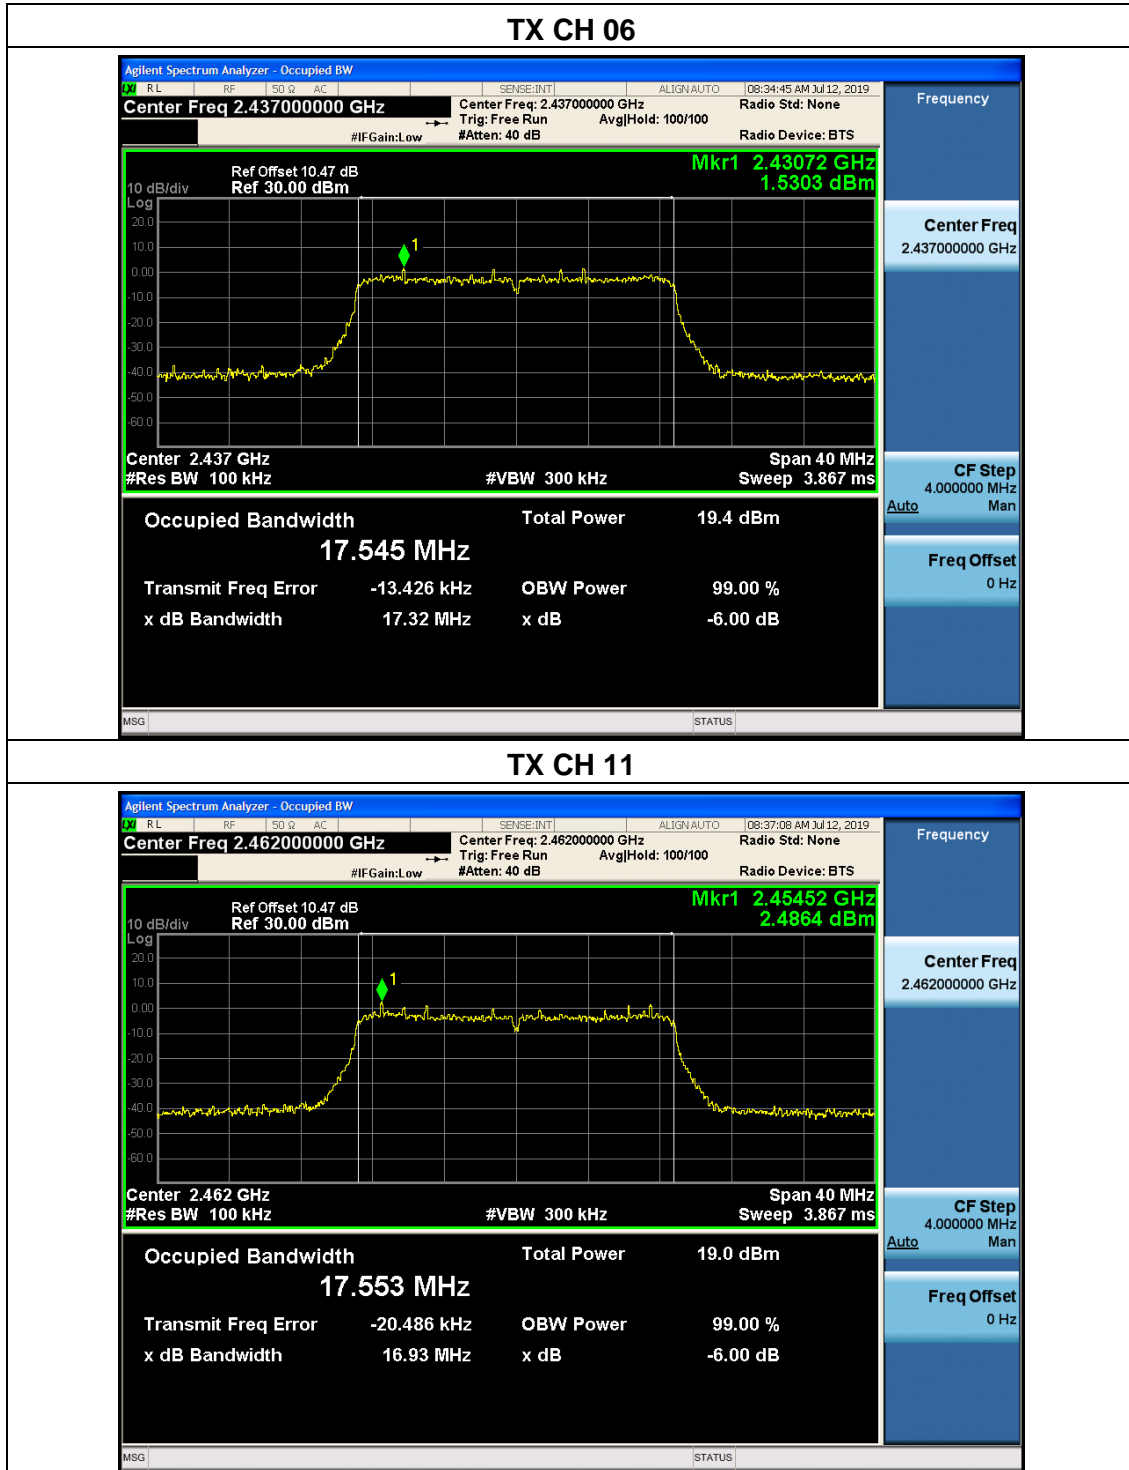 TX CH 06
Agilent Spectrum Analyzer - Occupied BW
LXI RL RF 50 Ω AC SENSE:INT ALIGN AUTO 08:34:45 AM Jul 12, 2019
Center Freq 2.437000000 GHz
Center Freq: 2.437000000 GHz Radio Std: None
Trig: Free Run Avg|Hold: 100/100
#IFGain:Low #Atten: 40 dB Radio Device: BTS
Frequency
Mkr1 2.43072 GHz
1.5303 dBm
Ref Offset 10.47 dB
10 dB/div Ref 30.00 dBm
Log
20.0
10.0
0.00
-10.0
-20.0
-30.0
-40.0
-50.0
-60.0
1
Center Freq
2.437000000 GHz
Center 2.437 GHz Span 40 MHz
#Res BW 100 kHz #VBW 300 kHz Sweep 3.867 ms
CF Step
4.000000 MHz
Auto Man
Occupied Bandwidth Total Power 19.4 dBm
17.545 MHz
Transmit Freq Error -13.426 kHz OBW Power 99.00 %
x dB Bandwidth 17.32 MHz x dB -6.00 dB
Freq Offset
0 Hz
MSG STATUS
TX CH 11
Agilent Spectrum Analyzer - Occupied BW
LXI RL RF 50 Ω AC SENSE:INT ALIGN AUTO 08:37:08 AM Jul 12, 2019
Center Freq 2.462000000 GHz
Center Freq: 2.462000000 GHz Radio Std: None
Trig: Free Run Avg|Hold: 100/100
#IFGain:Low #Atten: 40 dB Radio Device: BTS
Frequency
Mkr1 2.45452 GHz
2.4864 dBm
Ref Offset 10.47 dB
10 dB/div Ref 30.00 dBm
Log
20.0
10.0
0.00
-10.0
-20.0
-30.0
-40.0
-50.0
-60.0
1
Center Freq
2.462000000 GHz
Center 2.462 GHz Span 40 MHz
#Res BW 100 kHz #VBW 300 kHz Sweep 3.867 ms
CF Step
4.000000 MHz
Auto Man
Occupied Bandwidth Total Power 19.0 dBm
17.553 MHz
Transmit Freq Error -20.486 kHz OBW Power 99.00 %
x dB Bandwidth 16.93 MHz x dB -6.00 dB
Freq Offset
0 Hz
MSG STATUS